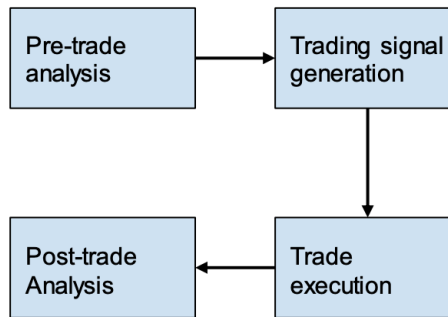 Pre-trade
analysis
Trading signal
generation
Post-trade
Analysis
Trade
execution